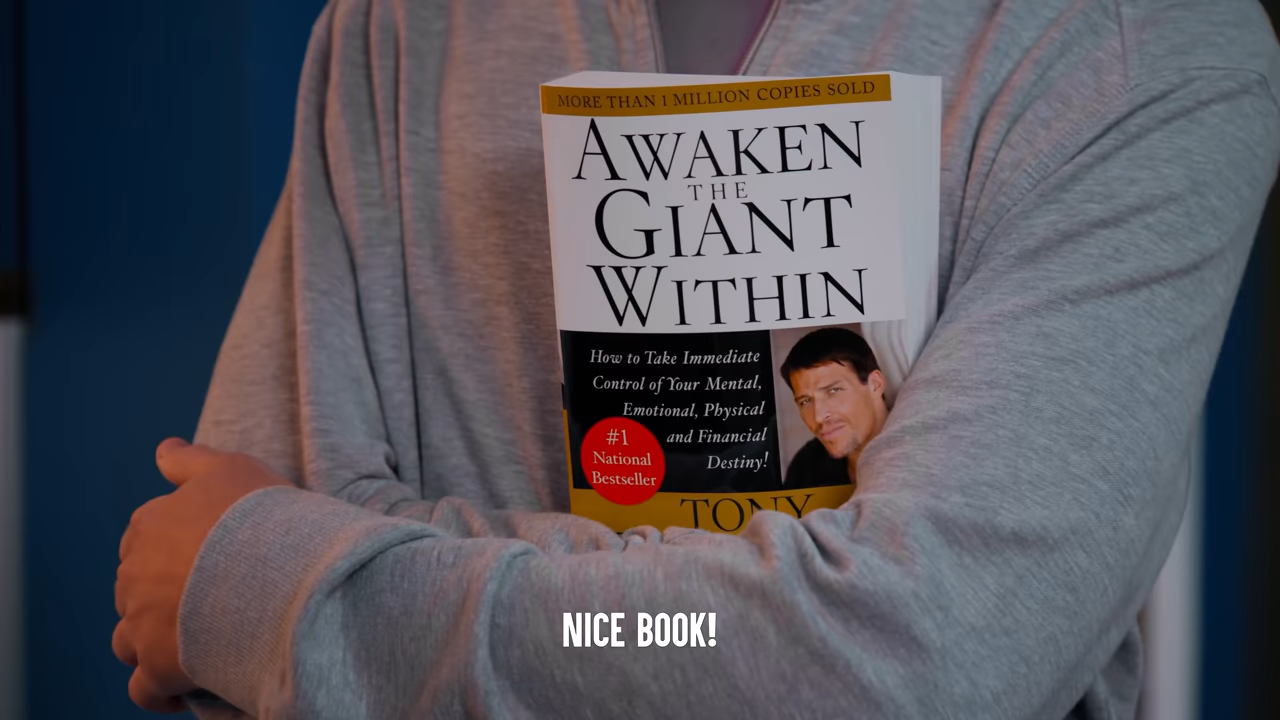 MORE THAN 1 MILLION COPIES SOLD
AWAKEN
THE
GIANT
WITHIN
How to Take Immediate
Control of Your Mental,
Emotional, Physical
and Financial
Destiny!
#1
National
Bestseller
TONY
NICE BOOK!